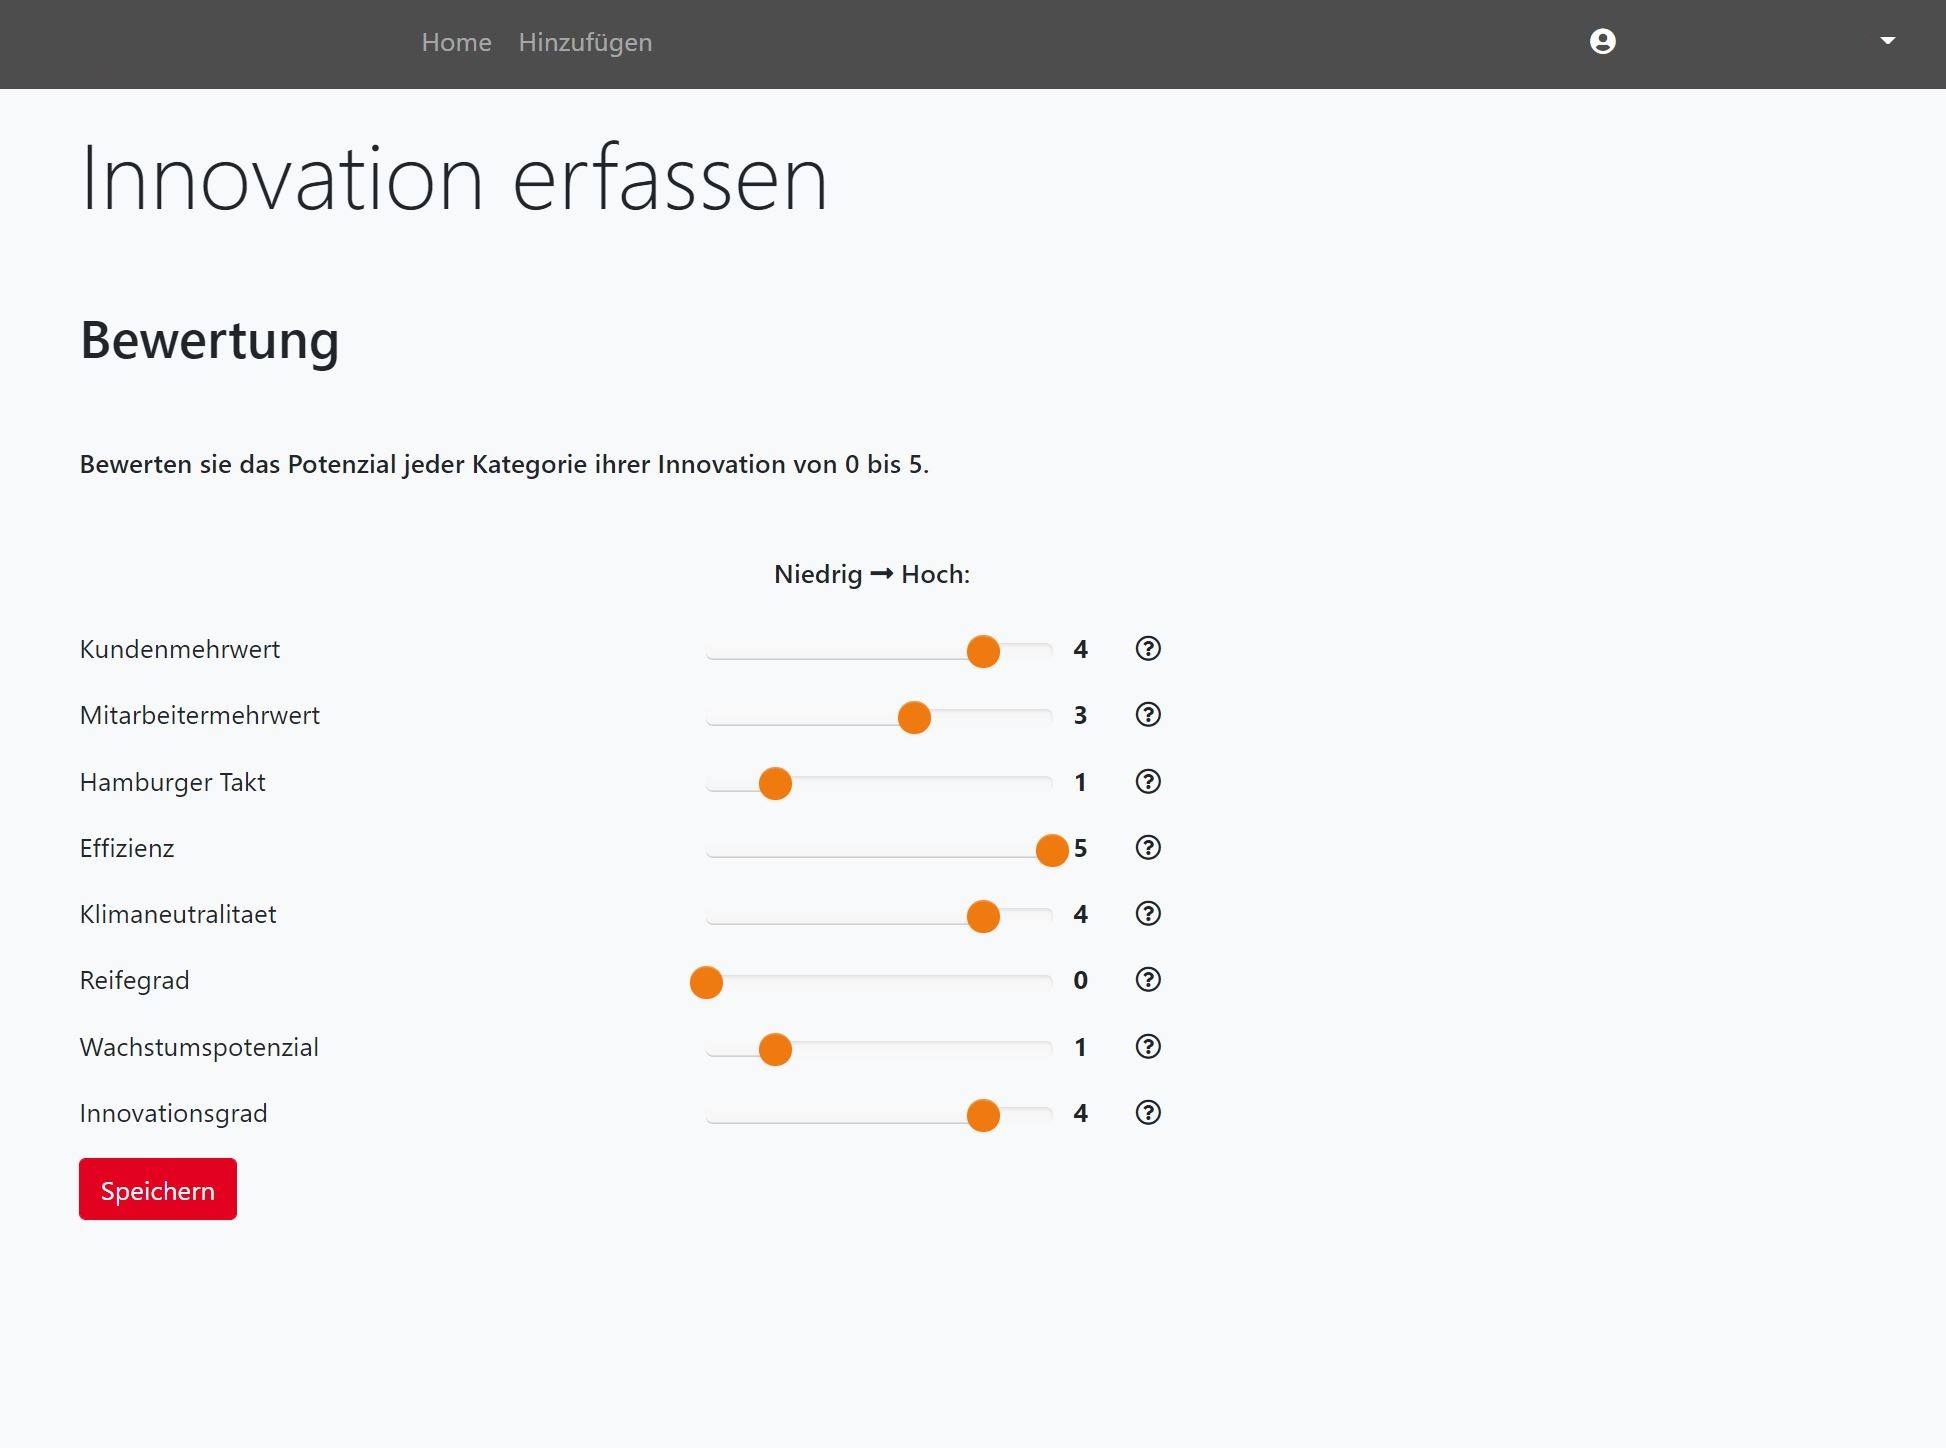 Home Hinzufügen
Innovation erfassen
Bewertung
Bewerten sie das Potenzial jeder Kategorie ihrer Innovation von 0 bis 5.
Niedrig → Hoch:
Kundenmehrwert 4
Mitarbeitermehrwert 3
Hamburger Takt 1
Effizienz 5
Klimaneutralitaet 4
Reifegrad 0
Wachstumspotenzial 1
Innovationsgrad 4
Speichern